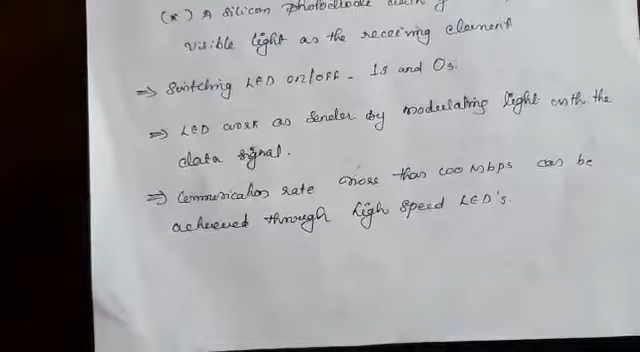 (*) A silicon photodiode
visible light as the receiving element
⇒ Switching LED ON/OFF - 1s and 0s.
⇒ LED work as sender by modulating light with the
data signal.
⇒ Communication rate more than 100 Mbps can be
achieved through high speed LED's.